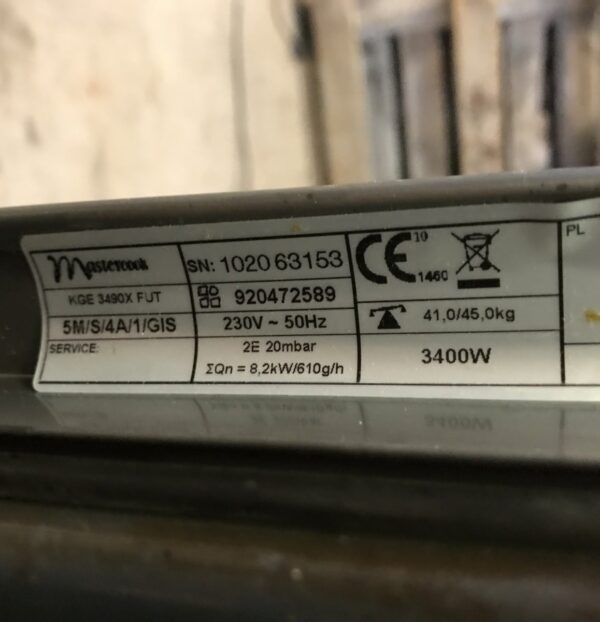 Mastercook
KGE 3490X FUT
5M/S/4A/1/GIS
SERVICE:
SN: 1020 63153
920472589
230V ~ 50Hz
2E 20mbar
ΣQn = 8,2kW/610g/h
CE 10
1460
41,0/45,0kg
3400W
PL